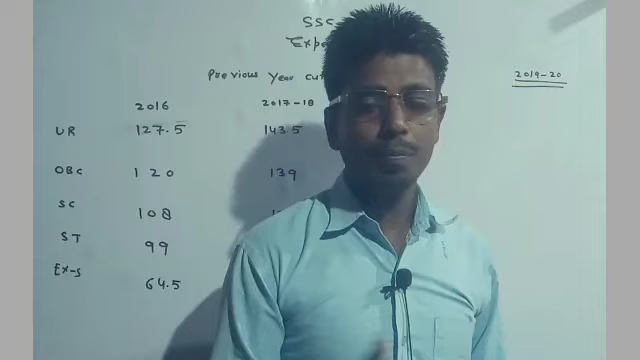 SSC
Previous Year
2019-20
2016 2017-18
UR 127.5 143.5
OBC 120 139
SC 108
ST 99
EX-S 64.5